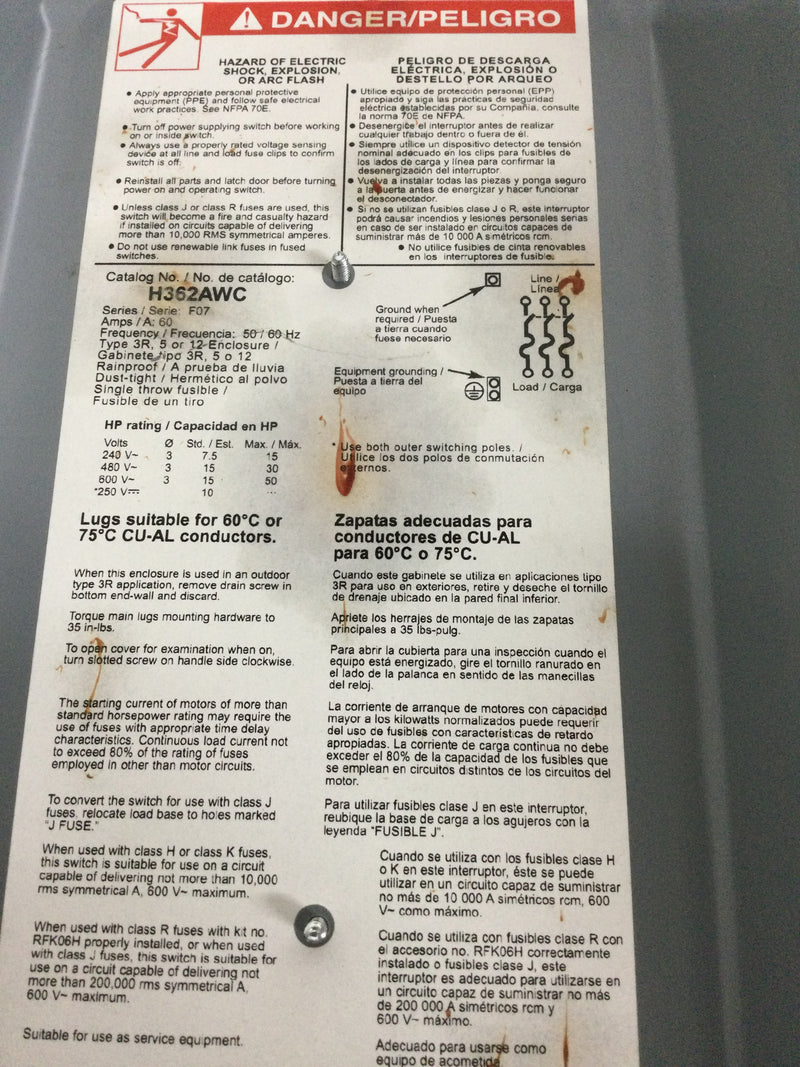 DANGER/PELIGRO
HAZARD OF ELECTRIC
SHOCK, EXPLOSION,
OR ARC FLASH
• Apply appropriate personal protective
equipment (PPE) and follow safe electrical
work practices. See NFPA 70E.
• Turn off power supplying switch before working
on or inside switch.
• Always use a properly rated voltage sensing
device at all line and load fuse clips to confirm
switch is off.
• Reinstall all parts and latch door before turning
power on and operating switch.
• Unless class J or class R fuses are used, this
switch will become a fire and casualty hazard
if installed on circuits capable of delivering
more than 10,000 RMS symmetrical amperes.
• Do not use renewable link fuses in fused
switches.
PELIGRO DE DESCARGA
ELÉCTRICA, EXPLOSIÓN O
DESTELLO POR ARQUEO
• Utilice equipo de protección personal (EPP)
apropiado y siga las prácticas de seguridad
eléctrica establecidas por su Compañía, consulte
la norma 70E de NFPA.
• Desenergice el interruptor antes de realizar
cualquier trabajo dentro o fuera de él.
• Siempre utilice un dispositivo detector de tensión
nominal adecuado en los clips para fusibles de
los lados de carga y línea para confirmar la
desenergización del interruptor.
• Vuelva a instalar todas las piezas y ponga seguro
a la puerta antes de energizar y hacer funcionar
el desconectador.
• Si no se utilizan fusibles clase J o R, este interruptor
podrá causar incendios y lesiones personales serias
en caso de ser instalado en circuitos capaces de
suministrar más de 10 000 A simétricos rcm.
• No utilice fusibles de cinta renovables
en los interruptores de fusible.
Catalog No. / No. de catálogo:
H362AWC
Series / Serie: F07
Amps / A: 60
Frequency / Frecuencia: 50 / 60 Hz
Type 3R, 5 or 12 Enclosure /
Gabinete tipo 3R, 5 o 12
Rainproof / A prueba de lluvia
Dust-tight / Hermético al polvo
Single throw fusible /
Fusible de un tiro
Ground when
required / Puesta
a tierra cuando
fuese necesario
Line /
Línea
Equipment grounding /
Puesta a tierra del
equipo
Load / Carga
HP rating / Capacidad en HP
Volts Ø Std. / Est. Max. / Máx.
240 V~ 3 7.5 15
480 V~ 3 15 30
600 V~ 3 15 50
*250 V⎓ 10 ...
* Use both outer switching poles. /
Utilice los dos polos de conmutación
externos.
Lugs suitable for 60°C or
75°C CU-AL conductors.
When this enclosure is used in an outdoor
type 3R application, remove drain screw in
bottom end-wall and discard.
Torque main lugs mounting hardware to
35 in-lbs.
To open cover for examination when on,
turn slotted screw on handle side clockwise.
The starting current of motors of more than
standard horsepower rating may require the
use of fuses with appropriate time delay
characteristics. Continuous load current not
to exceed 80% of the rating of fuses
employed in other than motor circuits.
To convert the switch for use with class J
fuses, relocate load base to holes marked
"J FUSE."
When used with class H or class K fuses,
this switch is suitable for use on a circuit
capable of delivering not more than 10,000
rms symmetrical A, 600 V~ maximum.
When used with class R fuses with kit no.
RFK06H properly installed, or when used
with class J fuses, this switch is suitable for
use on a circuit capable of delivering not
more than 200,000 rms symmetrical A,
600 V~ maximum.
Suitable for use as service equipment.
Zapatas adecuadas para
conductores de CU-AL
para 60°C o 75°C.
Cuando este gabinete se utiliza en aplicaciones tipo
3R para uso en exteriores, retire y deseche el tornillo
de drenaje ubicado en la pared final inferior.
Apriete los herrajes de montaje de las zapatas
principales a 35 lbs-pulg.
Para abrir la cubierta para una inspección cuando el
equipo está energizado, gire el tornillo ranurado en
el lado de la palanca en sentido de las manecillas
del reloj.
La corriente de arranque de motores con capacidad
mayor a los kilowatts normalizados puede requerir
del uso de fusibles con características de retardo
apropiadas. La corriente de carga continua no debe
exceder el 80% de la capacidad de los fusibles que
se emplean en circuitos distintos de los circuitos del
motor.
Para utilizar fusibles clase J en este interruptor,
reubique la base de carga a los agujeros con la
leyenda "FUSIBLE J".
Cuando se utiliza con los fusibles clase H
o K en este interruptor, éste se puede
utilizar en un circuito capaz de suministrar
no más de 10 000 A simétricos rcm, 600
V~ como máximo.
Cuando se utiliza con fusibles clase R con
el accesorio no. RFK06H correctamente
instalado o fusibles clase J, este
interruptor es adecuado para utilizarse en
un circuito capaz de suministrar no más
de 200 000 A simétricos rcm y
600 V~ máximo.
Adecuado para usarse como
equipo de acometida